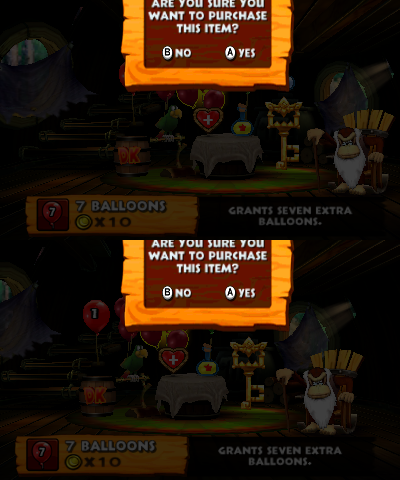 ARE YOU SURE YOU
WANT TO PURCHASE
THIS ITEM?
B NO A YES
DK
7
7 BALLOONS
X10
GRANTS SEVEN EXTRA
BALLOONS.
ARE YOU SURE YOU
WANT TO PURCHASE
THIS ITEM?
B NO A YES
1
DK
7
7 BALLOONS
X10
GRANTS SEVEN EXTRA
BALLOONS.